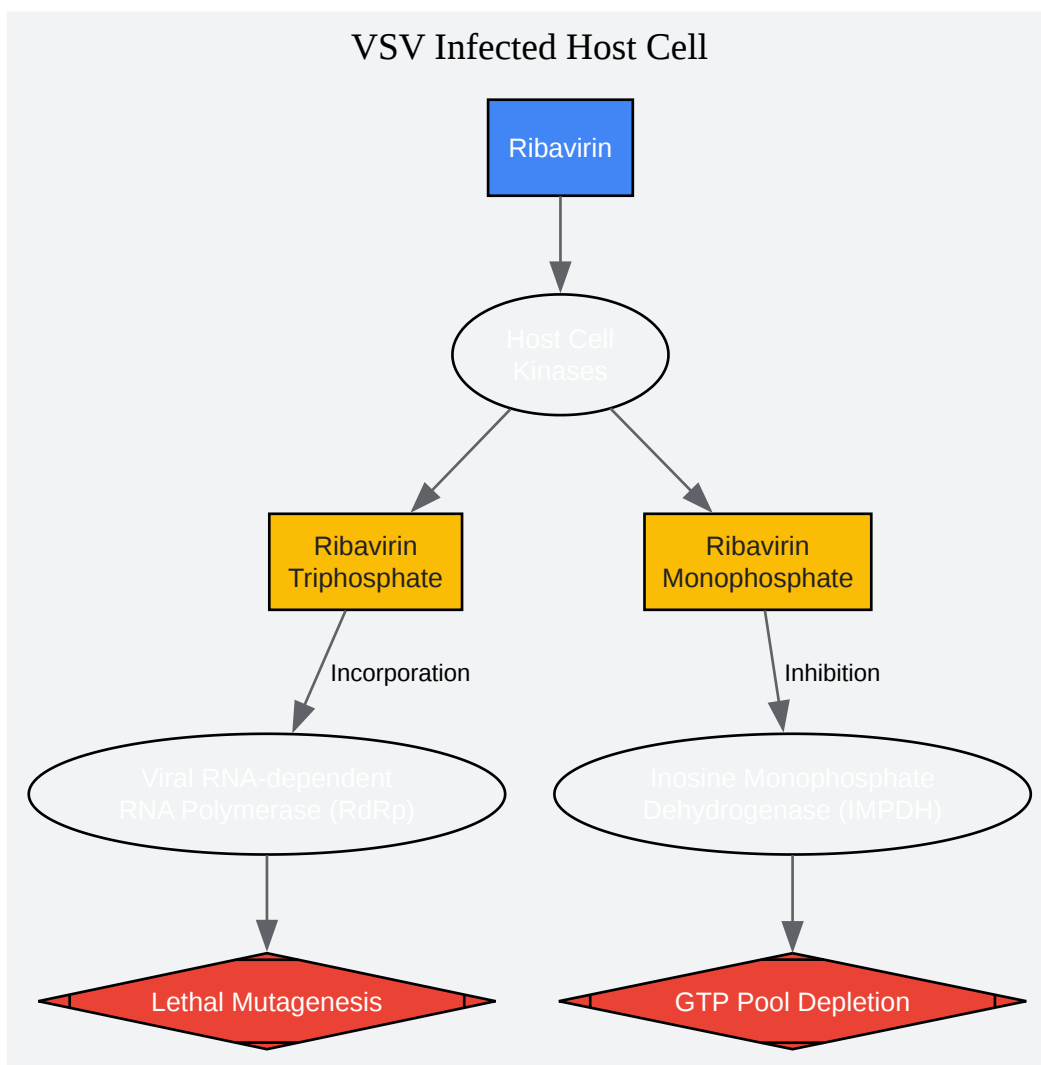 VSV Infected Host Cell
Ribavirin
Host Cell
Kinases
Ribavirin
Triphosphate
Ribavirin
Monophosphate
Incorporation
Inhibition
Viral RNA-dependent
RNA Polymerase (RdRp)
Inosine Monophosphate
Dehydrogenase (IMPDH)
Lethal Mutagenesis
GTP Pool Depletion